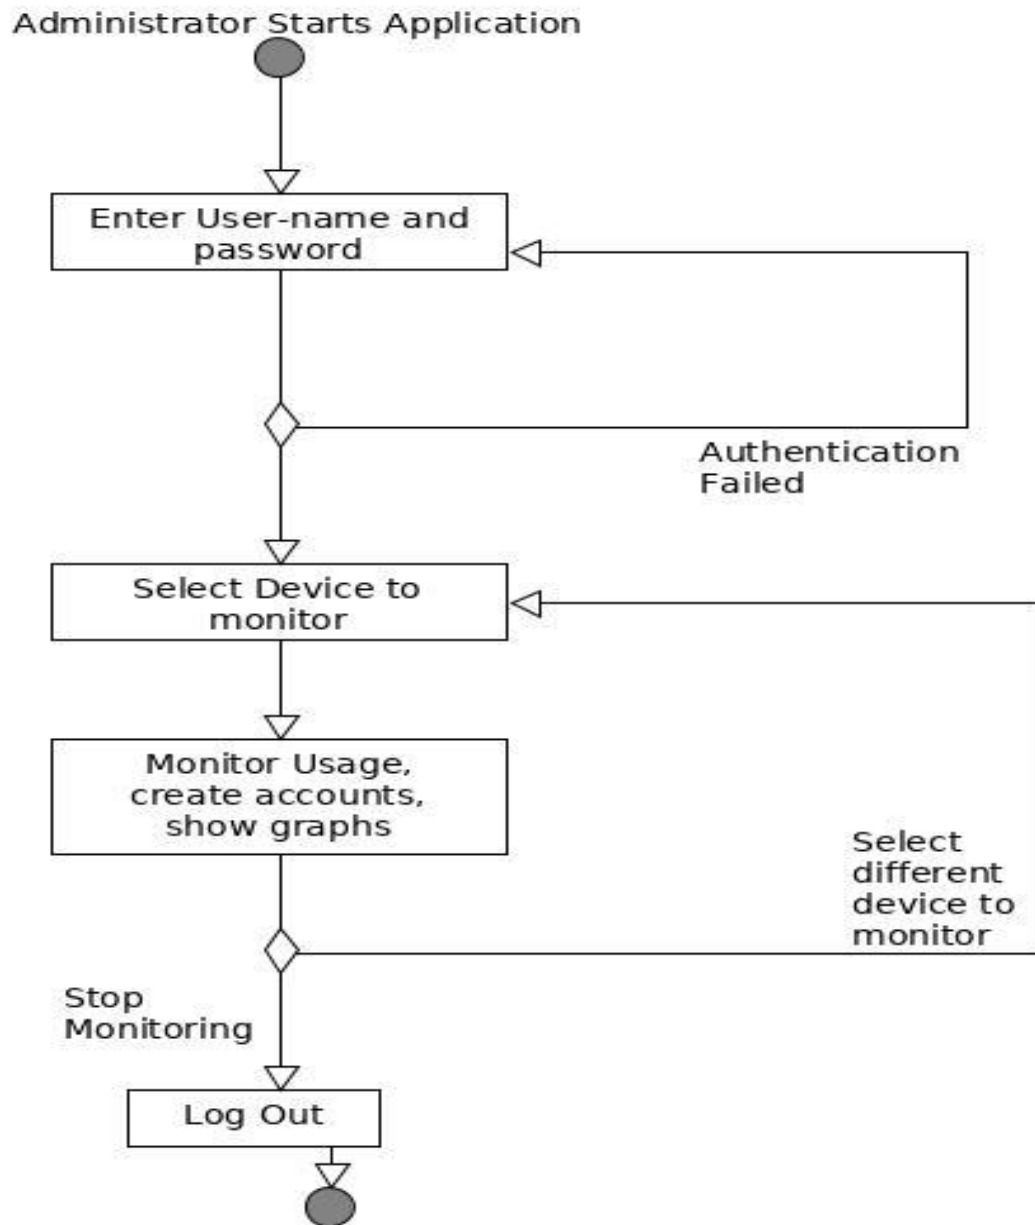 Administrator Starts Application
Enter User-name and
password
Authentication
Failed
Select Device to
monitor
Monitor Usage,
create accounts,
show graphs
Select
different
device to
monitor
Stop
Monitoring
Log Out